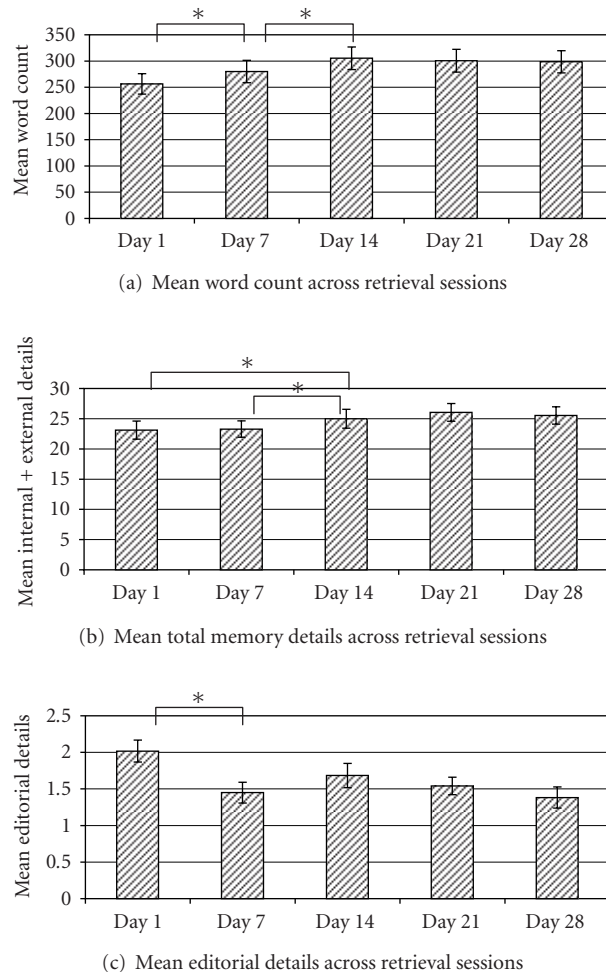 * *
350
300
250
200
150
100
50
0
Mean word count
Day 1 Day 7 Day 14 Day 21 Day 28
(a) Mean word count across retrieval sessions
*
*
30
25
20
15
10
5
0
Mean internal + external details
Day 1 Day 7 Day 14 Day 21 Day 28
(b) Mean total memory details across retrieval sessions
*
2.5
2
1.5
1
0.5
0
Mean editorial details
Day 1 Day 7 Day 14 Day 21 Day 28
(c) Mean editorial details across retrieval sessions